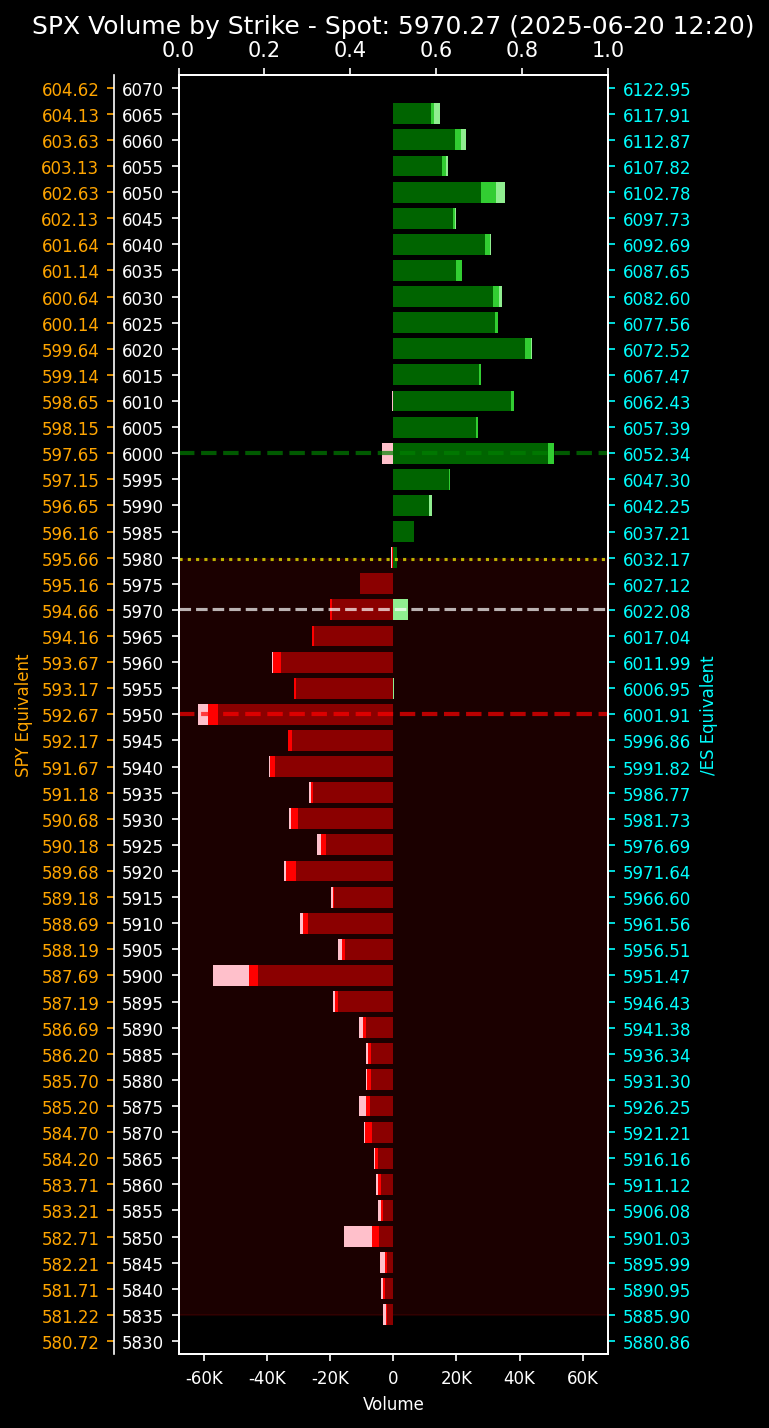 SPX Volume by Strike - Spot: 5970.27 (2025-06-20 12:20)
0.0 0.2 0.4 0.6 0.8 1.0
604.62 6070 6122.95
604.13 6065 6117.91
603.63 6060 6112.87
603.13 6055 6107.82
602.63 6050 6102.78
602.13 6045 6097.73
601.64 6040 6092.69
601.14 6035 6087.65
600.64 6030 6082.60
600.14 6025 6077.56
599.64 6020 6072.52
599.14 6015 6067.47
598.65 6010 6062.43
598.15 6005 6057.39
597.65 6000 6052.34
597.15 5995 6047.30
596.65 5990 6042.25
596.16 5985 6037.21
595.66 5980 6032.17
595.16 5975 6027.12
594.66 5970 6022.08
594.16 5965 6017.04
593.67 5960 6011.99
593.17 5955 6006.95
592.67 5950 6001.91
592.17 5945 5996.86
591.67 5940 5991.82
591.18 5935 5986.77
590.68 5930 5981.73
590.18 5925 5976.69
589.68 5920 5971.64
589.18 5915 5966.60
588.69 5910 5961.56
588.19 5905 5956.51
587.69 5900 5951.47
587.19 5895 5946.43
586.69 5890 5941.38
586.20 5885 5936.34
585.70 5880 5931.30
585.20 5875 5926.25
584.70 5870 5921.21
584.20 5865 5916.16
583.71 5860 5911.12
583.21 5855 5906.08
582.71 5850 5901.03
582.21 5845 5895.99
581.71 5840 5890.95
581.22 5835 5885.90
580.72 5830 5880.86
SPY Equivalent
/ES Equivalent
-60K -40K -20K 0 20K 40K 60K
Volume